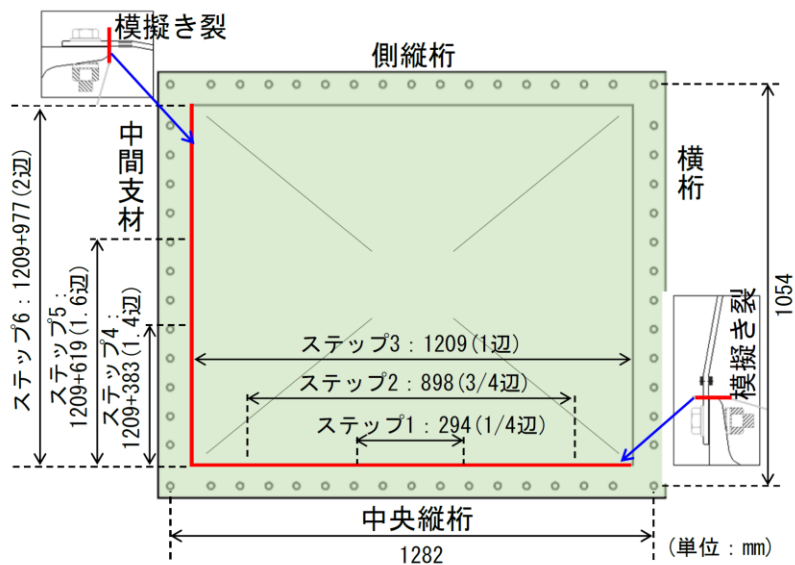 模擬き裂
側縦桁
中間支材
横桁
ステップ6：1209+977(2辺)
ステップ5：
1209+619(1.6辺)
ステップ4：
1209+383(1.4辺)
ステップ3：1209(1辺)
ステップ2：898(3/4辺)
ステップ1：294(1/4辺)
模擬き裂
1054
中央縦桁
1282
(単位：mm)